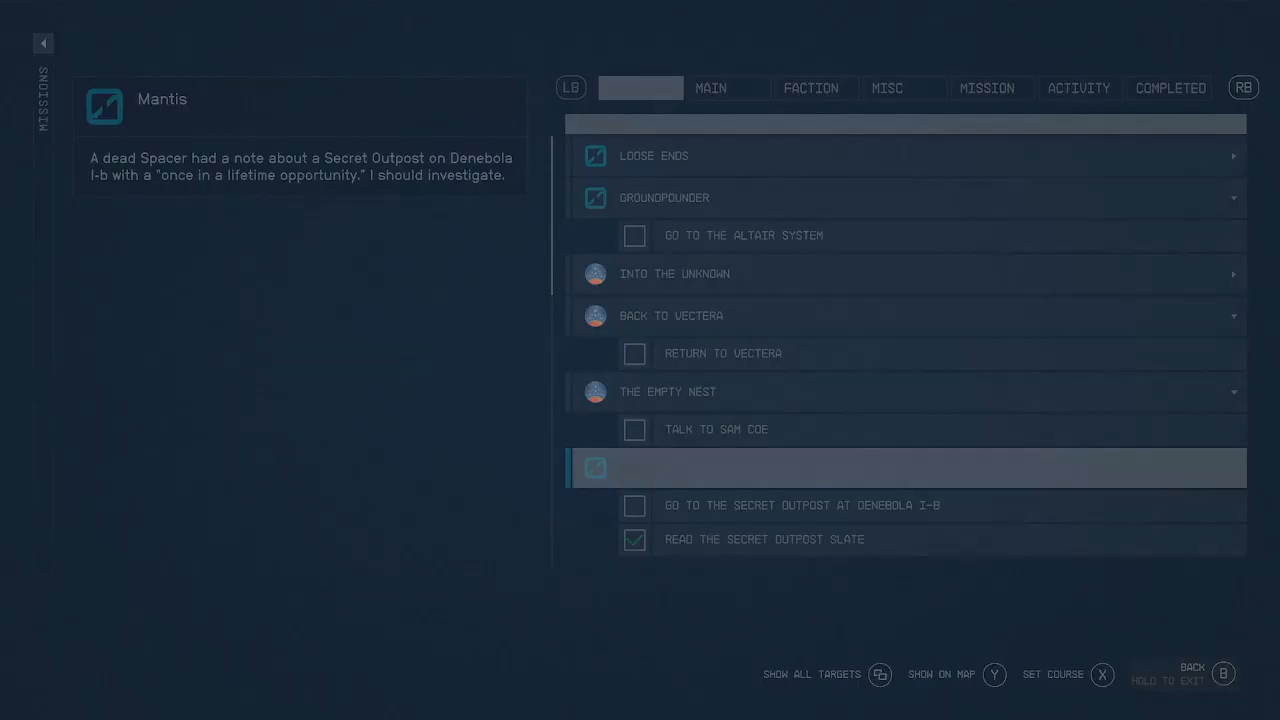 MISSIONS
Mantis
A dead Spacer had a note about a Secret Outpost on Denebola
I-b with a "once in a lifetime opportunity." I should investigate.
LB
MAIN
FACTION
MISC
MISSION
ACTIVITY
COMPLETED
RB
LOOSE ENDS
GROUNDPOUNDER
GO TO THE ALTAIR SYSTEM
INTO THE UNKNOWN
BACK TO VECTERA
RETURN TO VECTERA
THE EMPTY NEST
TALK TO SAM COE
GO TO THE SECRET OUTPOST AT DENEBOLA I-B
READ THE SECRET OUTPOST SLATE
SHOW ALL TARGETS
SHOW ON MAP Y
SET COURSE X
BACK B
HOLD TO EXIT